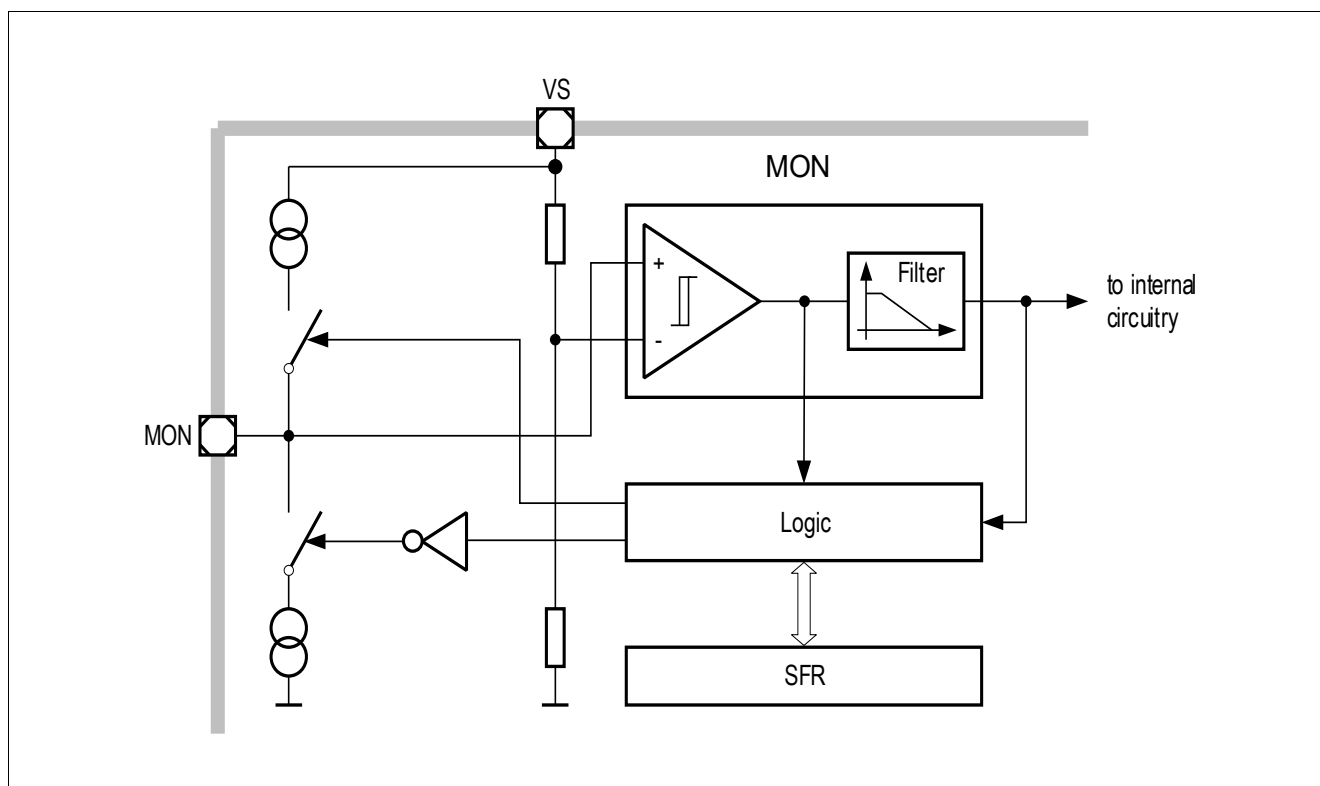 VS
MON
+
-
Filter
to internal
circuitry
MON
Logic
SFR